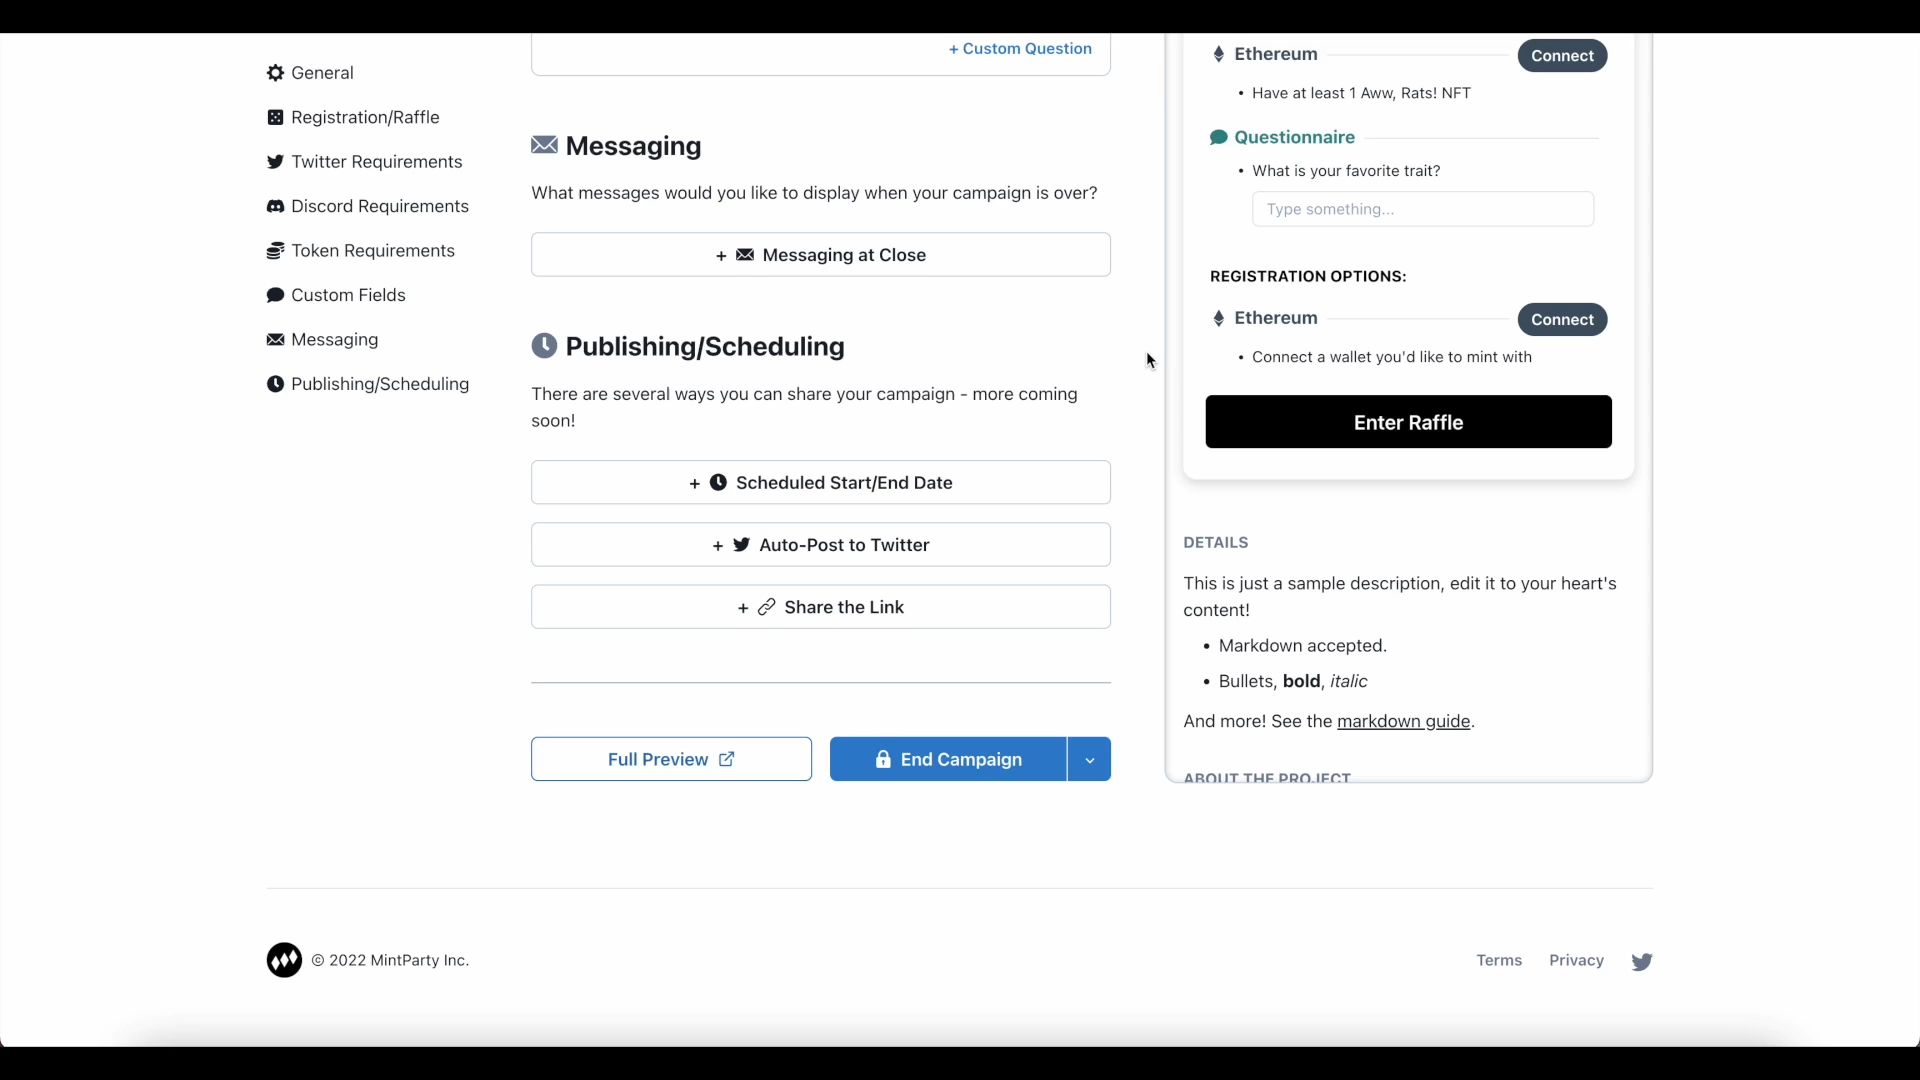 General
Registration/Raffle
Twitter Requirements
Discord Requirements
Token Requirements
Custom Fields
Messaging
Publishing/Scheduling
+ Custom Question
Messaging
What messages would you like to display when your campaign is over?
+ Messaging at Close
Publishing/Scheduling
There are several ways you can share your campaign - more coming
soon!
+ Scheduled Start/End Date
+ Auto-Post to Twitter
+ Share the Link
Full Preview
End Campaign
Ethereum
Connect
• Have at least 1 Aww, Rats! NFT
Questionnaire
• What is your favorite trait?
Type something...
REGISTRATION OPTIONS:
Ethereum
Connect
• Connect a wallet you'd like to mint with
Enter Raffle
DETAILS
This is just a sample description, edit it to your heart's
content!
• Markdown accepted.
• Bullets, bold, italic
And more! See the markdown guide.
ABOUT THE PROJECT
© 2022 MintParty Inc.
Terms
Privacy